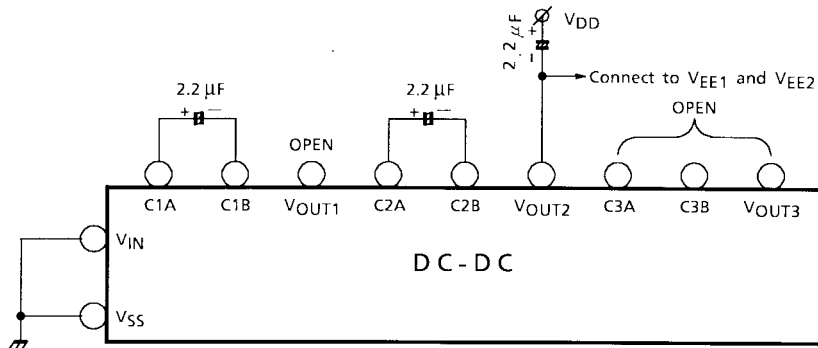 2.2 μF
+ −
2.2 μF
+ −
2.2 μF
+ −
VDD
Connect to VEE1 and VEE2
OPEN
OPEN
C1A C1B VOUT1 C2A C2B VOUT2 C3A C3B VOUT3
VIN
DC-DC
VSS